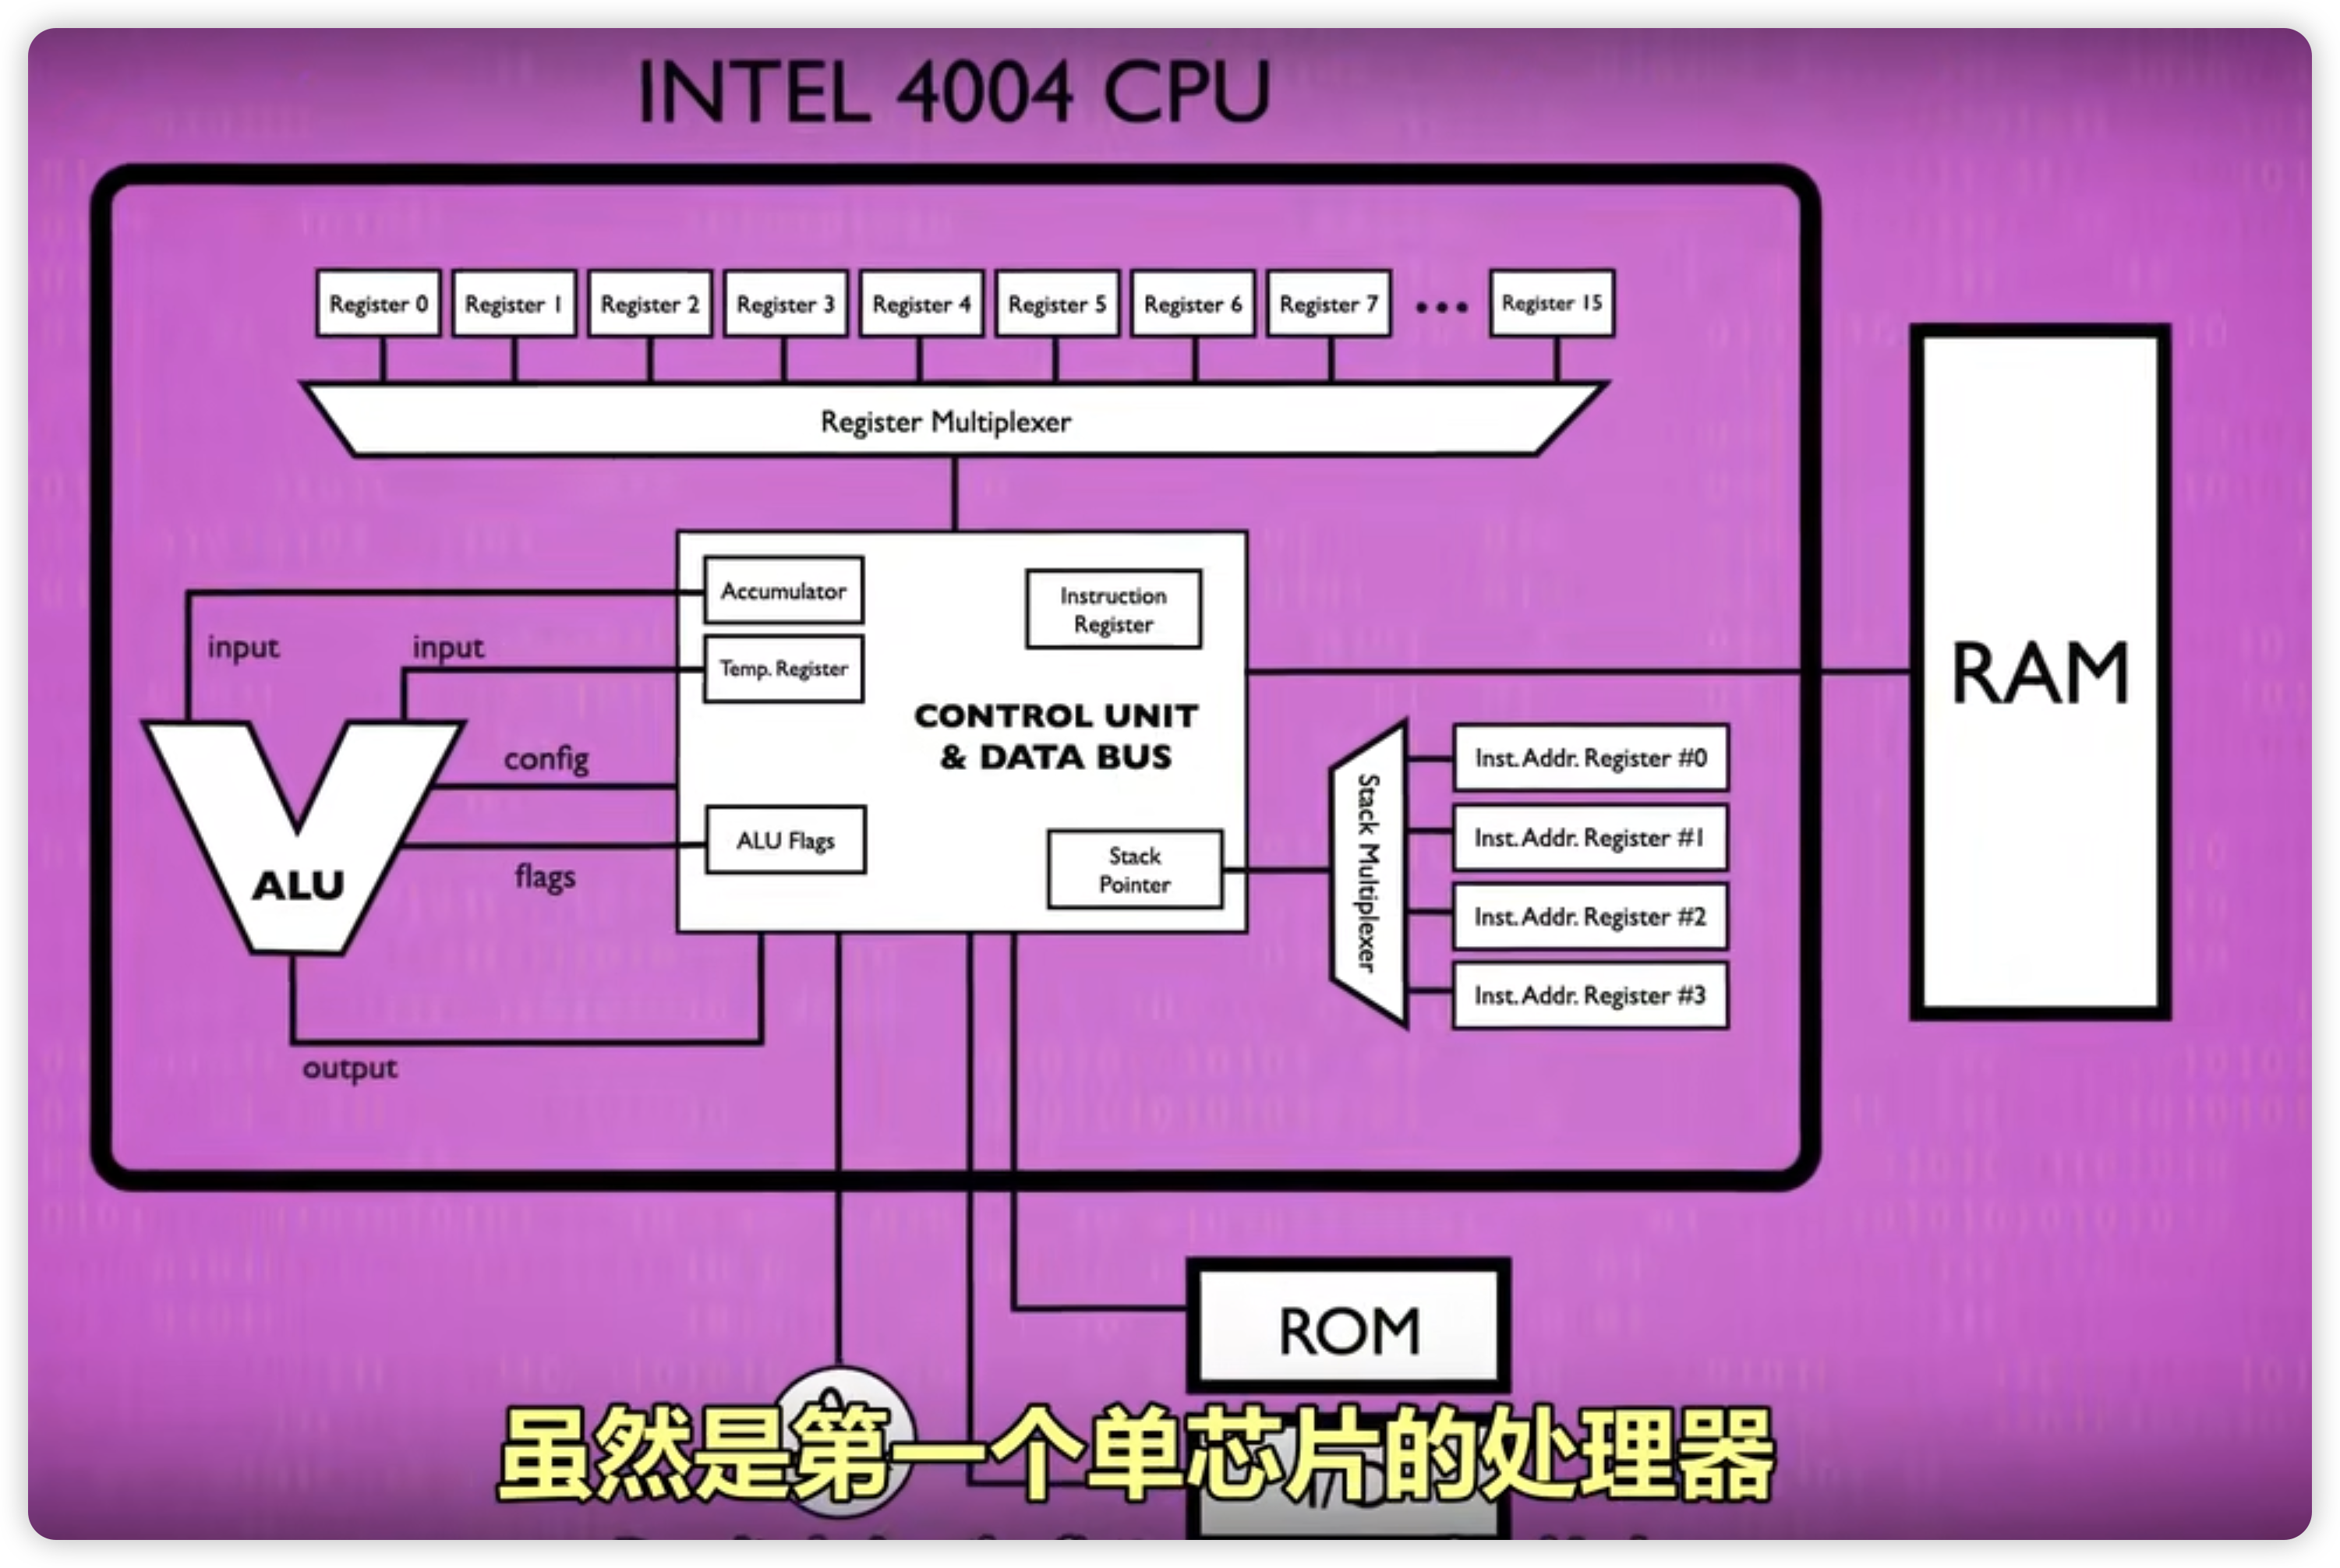 INTEL 4004 CPU
Register 0
Register 1
Register 2
Register 3
Register 4
Register 5
Register 6
Register 7
•••
Register 15
Register Multiplexer
Accumulator
Instruction
Register
input
input
Temp. Register
RAM
CONTROL UNIT
& DATA BUS
config
Stack Multiplexer
Inst. Addr. Register #0
Inst. Addr. Register #1
Inst. Addr. Register #2
Inst. Addr. Register #3
ALU Flags
Stack
Pointer
ALU
flags
output
ROM
虽然是第一个单芯片的处理器
I/O